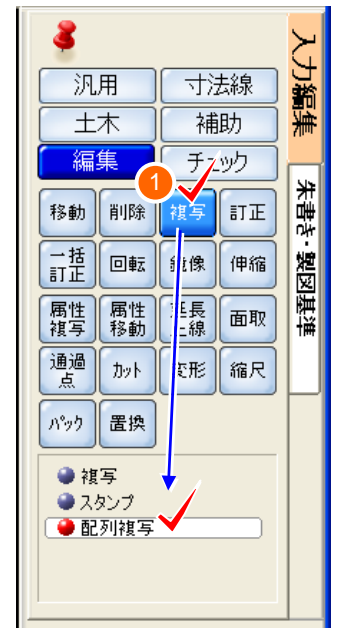 汎用 寸法線
土木 補助
編集 チェック
1
移動 削除 複写 訂正
一括訂正 回転 鏡像 伸縮
属性複写 属性移動 延長上線 面取
通過点 カット 変形 縮尺
パック 置換
複写
スタンプ
配列複写
入力編集
朱書き・製図基準